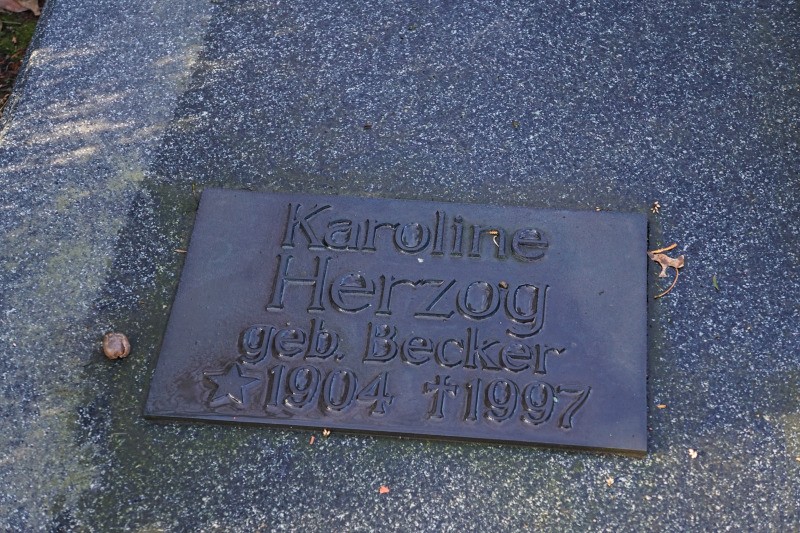 Karoline
Herzog
geb. Becker
☆1904 †1997